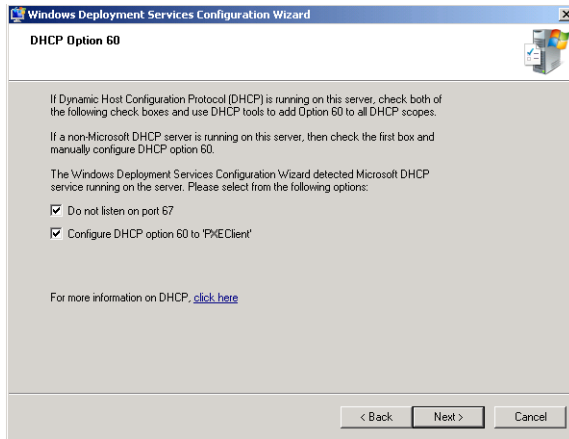 Windows Deployment Services Configuration Wizard
DHCP Option 60
If Dynamic Host Configuration Protocol (DHCP) is running on this server, check both of
the following check boxes and use DHCP tools to add Option 60 to all DHCP scopes.
If a non-Microsoft DHCP server is running on this server, then check the first box and
manually configure DHCP option 60.
The Windows Deployment Services Configuration Wizard detected Microsoft DHCP
service running on the server. Please select from the following options:
Do not listen on port 67
Configure DHCP option 60 to 'PXEClient'
For more information on DHCP, click here
< Back Next > Cancel